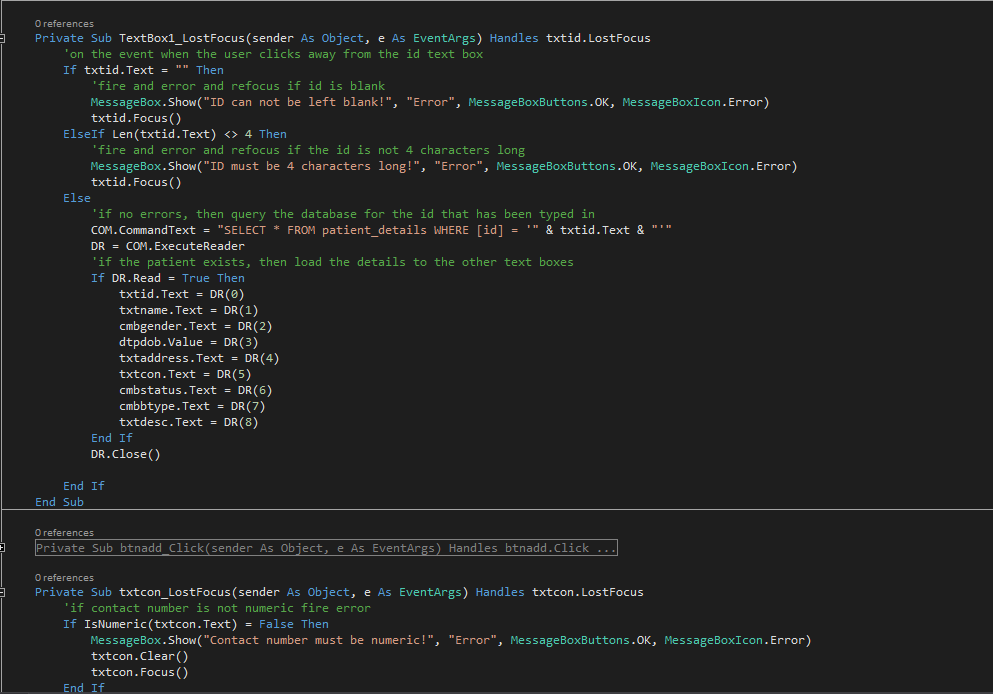 0 references
Private Sub TextBox1_LostFocus(sender As Object, e As EventArgs) Handles txtid.LostFocus
'on the event when the user clicks away from the id text box
If txtid.Text = "" Then
'fire and error and refocus if id is blank
MessageBox.Show("ID can not be left blank!", "Error", MessageBoxButtons.OK, MessageBoxIcon.Error)
txtid.Focus()
ElseIf Len(txtid.Text) <> 4 Then
'fire and error and refocus if the id is not 4 characters long
MessageBox.Show("ID must be 4 characters long!", "Error", MessageBoxButtons.OK, MessageBoxIcon.Error)
txtid.Focus()
Else
'if no errors, then query the database for the id that has been typed in
COM.CommandText = "SELECT * FROM patient_details WHERE [id] = '" & txtid.Text & "'"
DR = COM.ExecuteReader
'if the patient exists, then load the details to the other text boxes
If DR.Read = True Then
txtid.Text = DR(0)
txtname.Text = DR(1)
cmbgender.Text = DR(2)
dtpdob.Value = DR(3)
txtaddress.Text = DR(4)
txtcon.Text = DR(5)
cmbstatus.Text = DR(6)
cmbbtype.Text = DR(7)
txtdesc.Text = DR(8)
End If
DR.Close()
End If
End Sub
0 references
Private Sub btnadd_Click(sender As Object, e As EventArgs) Handles btnadd.Click ...
0 references
Private Sub txtcon_LostFocus(sender As Object, e As EventArgs) Handles txtcon.LostFocus
'if contact number is not numeric fire error
If IsNumeric(txtcon.Text) = False Then
MessageBox.Show("Contact number must be numeric!", "Error", MessageBoxButtons.OK, MessageBoxIcon.Error)
txtcon.Clear()
txtcon.Focus()
End If